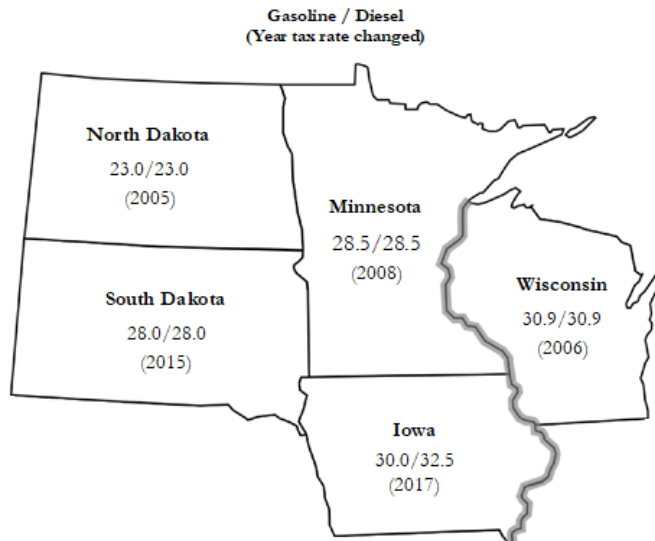 Gasoline / Diesel
(Year tax rate changed)
North Dakota
23.0/23.0
(2005)
Minnesota
28.5/28.5
(2008)
Wisconsin
30.9/30.9
(2006)
South Dakota
28.0/28.0
(2015)
Iowa
30.0/32.5
(2017)